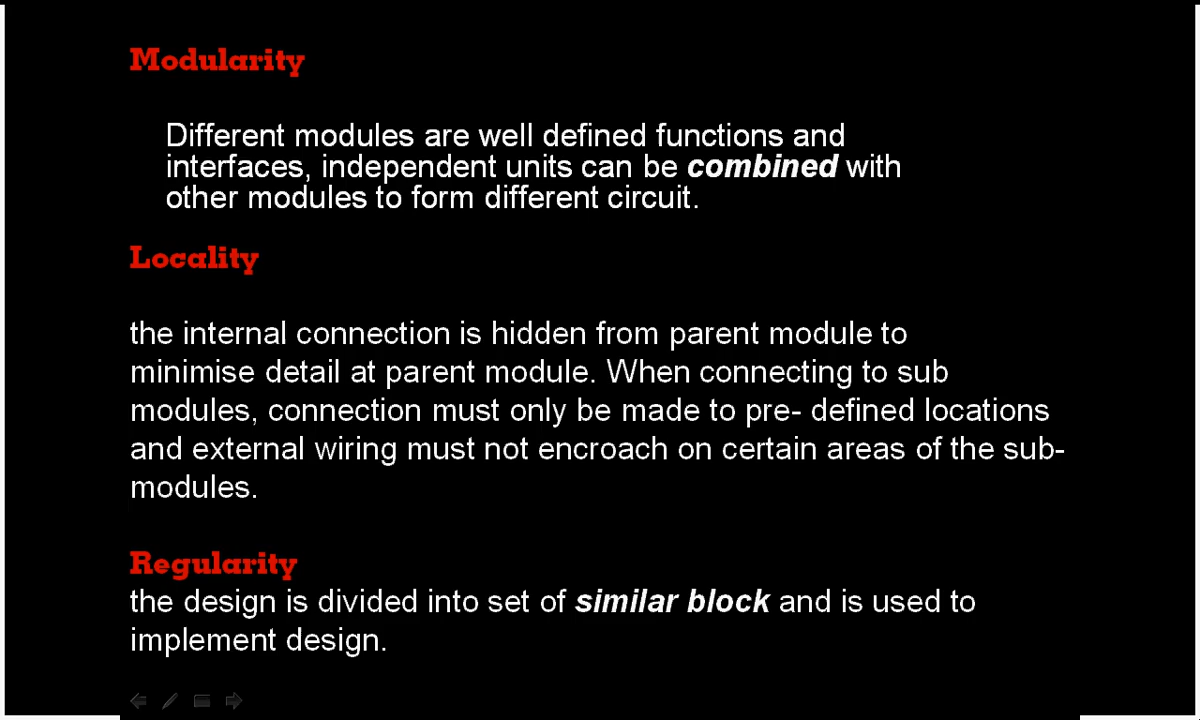 Modularity
Different modules are well defined functions and
interfaces, independent units can be combined with
other modules to form different circuit.
Locality
the internal connection is hidden from parent module to
minimise detail at parent module. When connecting to sub
modules, connection must only be made to pre- defined locations
and external wiring must not encroach on certain areas of the sub-
modules.
Regularity
the design is divided into set of similar block and is used to
implement design.